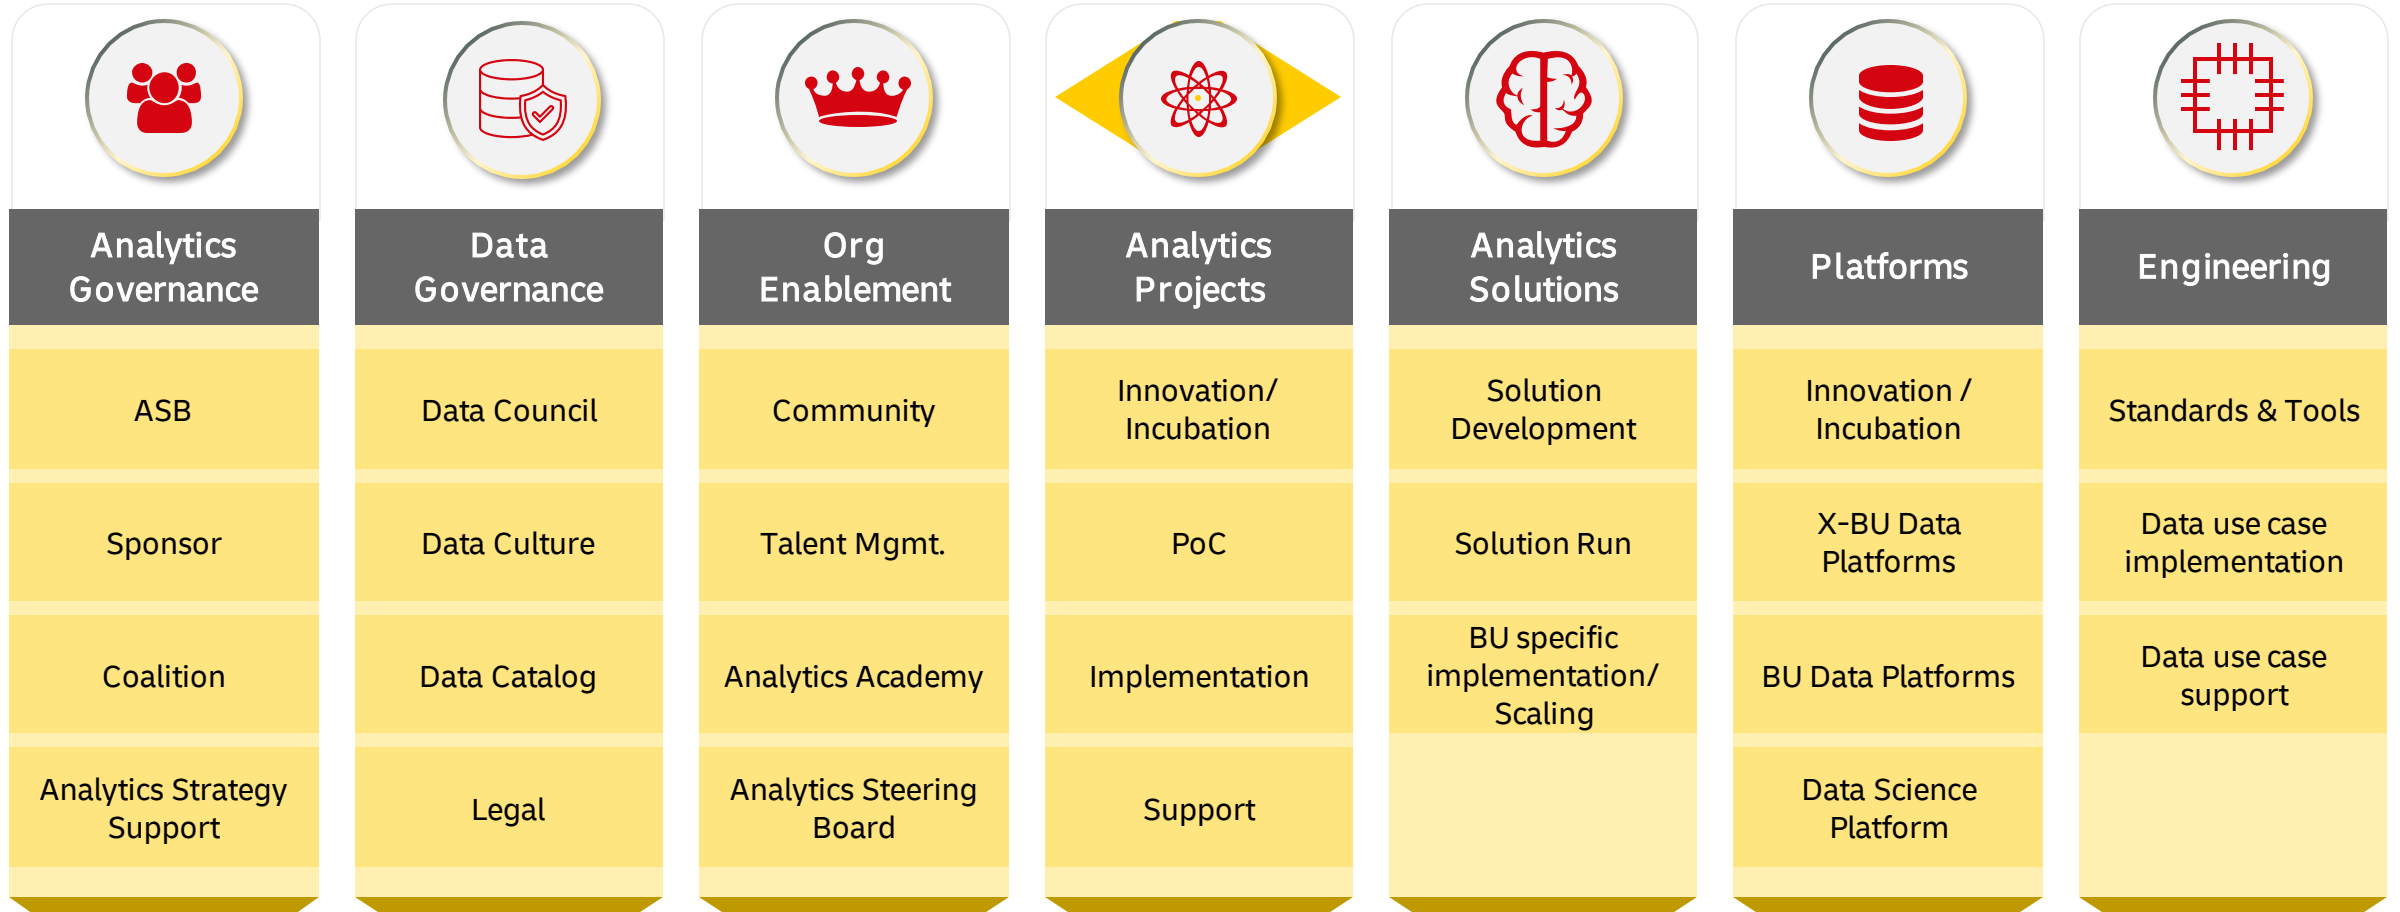 Analytics
Governance
ASB
Sponsor
Coalition
Analytics Strategy
Support
Data
Governance
Data Council
Data Culture
Data Catalog
Legal
Org
Enablement
Community
Talent Mgmt.
Analytics Academy
Analytics Steering
Board
Analytics
Projects
Innovation/
Incubation
PoC
Implementation
Support
Analytics
Solutions
Solution
Development
Solution Run
BU specific
implementation/
Scaling
Platforms
Innovation /
Incubation
X-BU Data
Platforms
BU Data Platforms
Data Science
Platform
Engineering
Standards & Tools
Data use case
implementation
Data use case
support